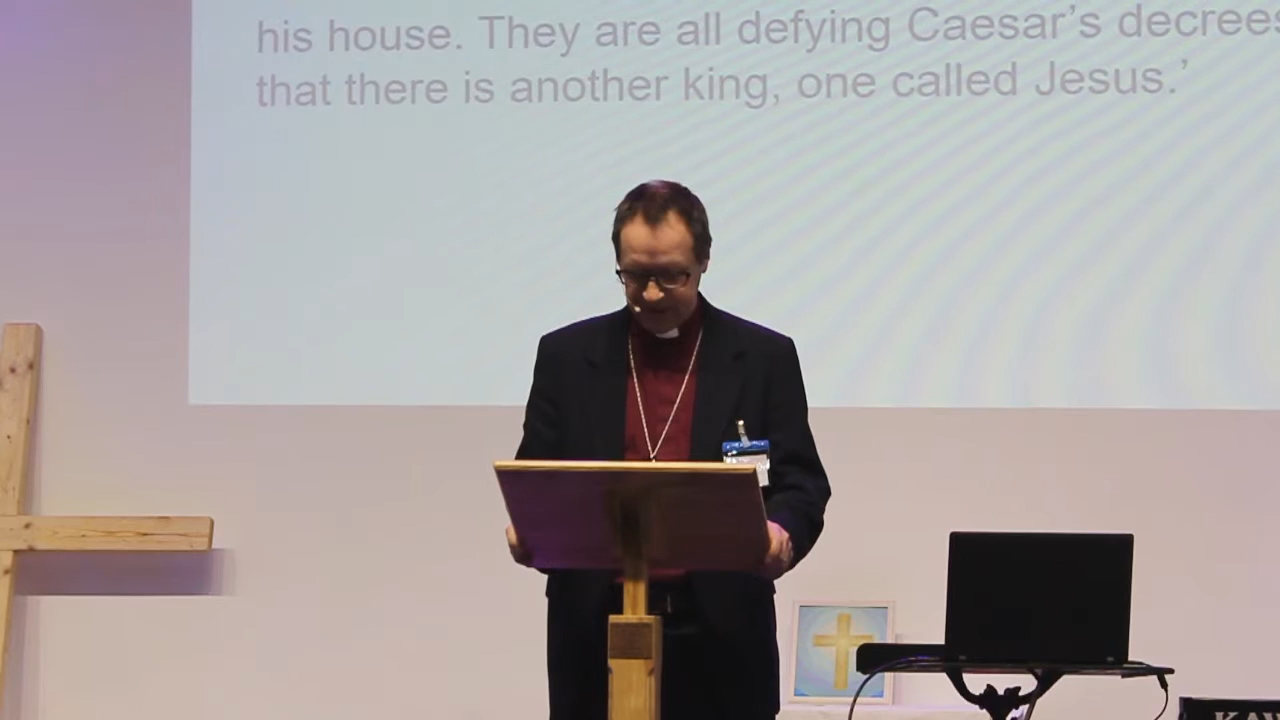 his house. They are all defying Caesar's decrees
that there is another king, one called Jesus.'